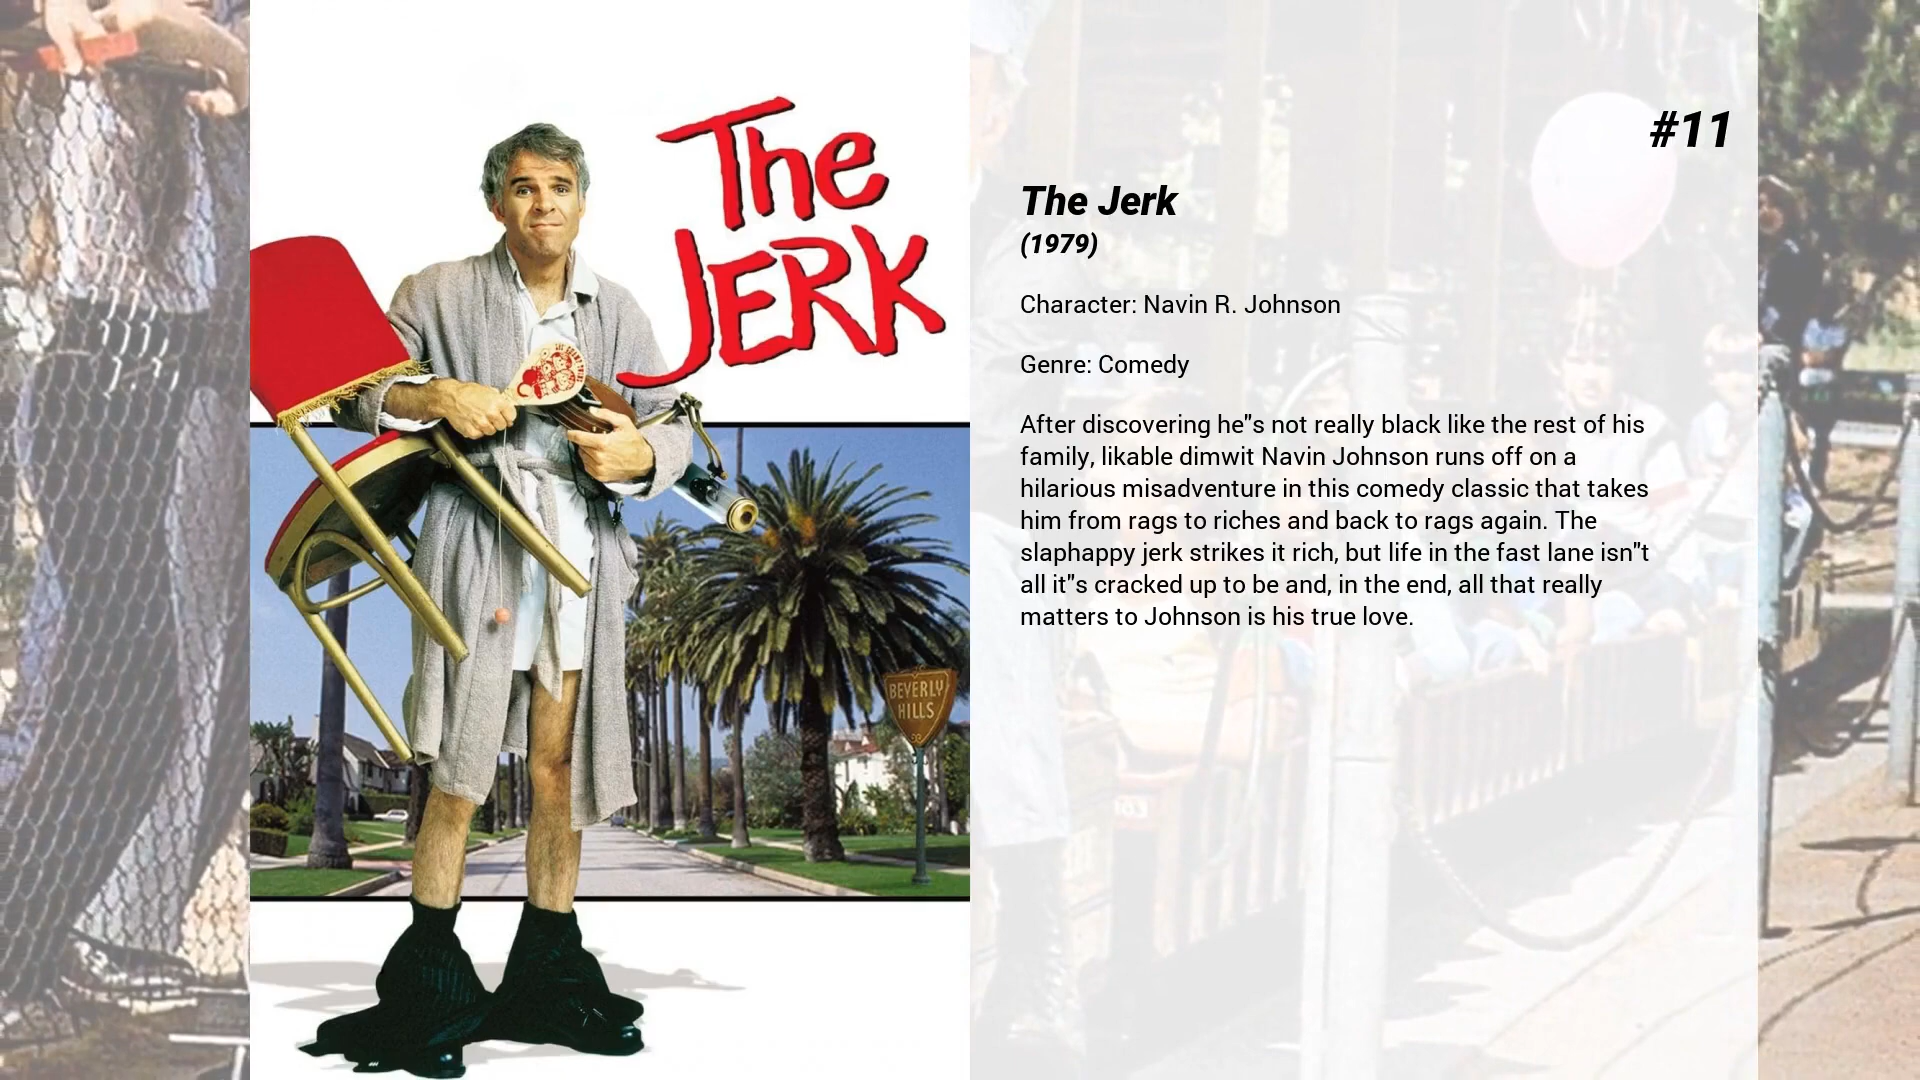 The
JERK
BEVERLY
HILLS
#11
The Jerk
(1979)
Character: Navin R. Johnson
Genre: Comedy
After discovering he"s not really black like the rest of his
family, likable dimwit Navin Johnson runs off on a
hilarious misadventure in this comedy classic that takes
him from rags to riches and back to rags again. The
slaphappy jerk strikes it rich, but life in the fast lane isn"t
all it"s cracked up to be and, in the end, all that really
matters to Johnson is his true love.
103